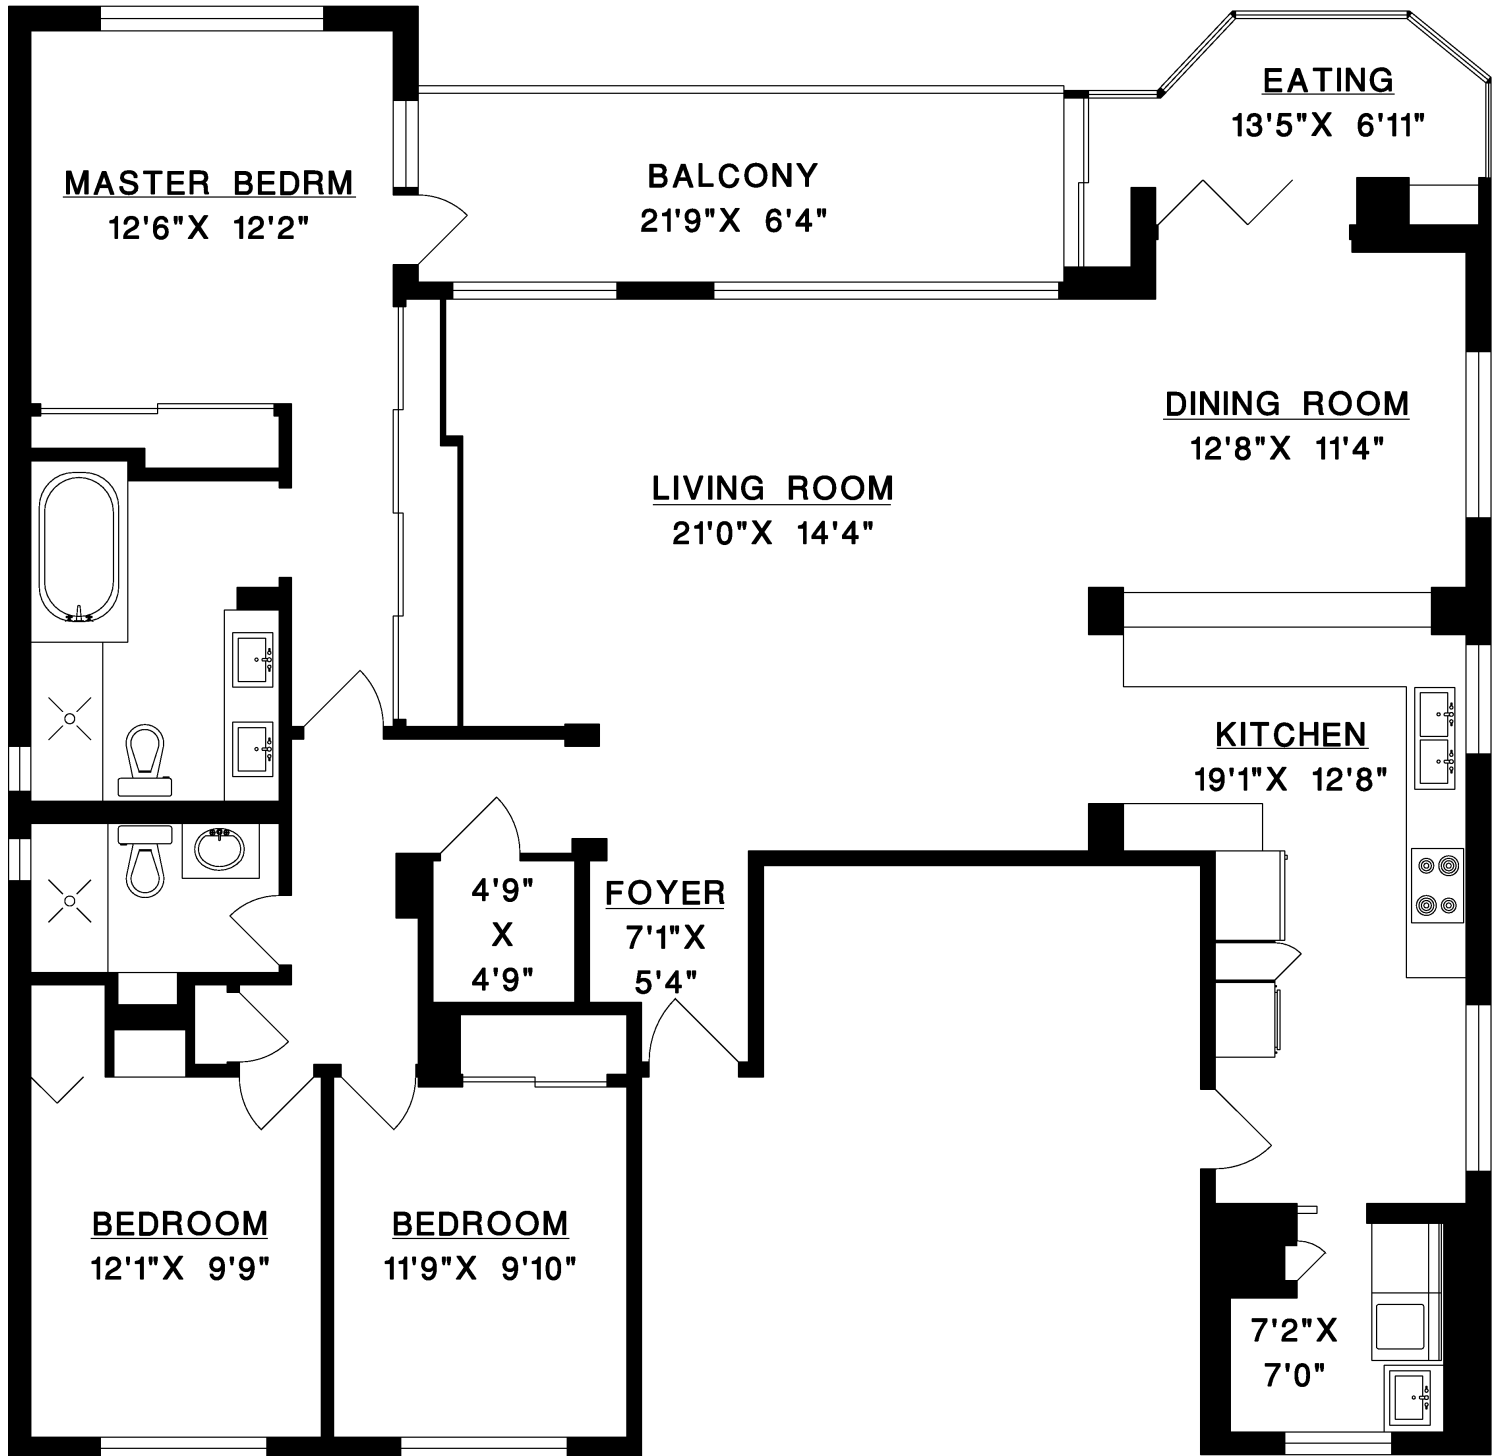 EATING
13'5"X 6'11"
MASTER BEDRM
12'6"X 12'2"
BALCONY
21'9"X 6'4"
DINING ROOM
12'8"X 11'4"
LIVING ROOM
21'0"X 14'4"
KITCHEN
19'1"X 12'8"
4'9"
X
4'9"
FOYER
7'1"X
5'4"
BEDROOM
12'1"X 9'9"
BEDROOM
11'9"X 9'10"
7'2"X
7'0"